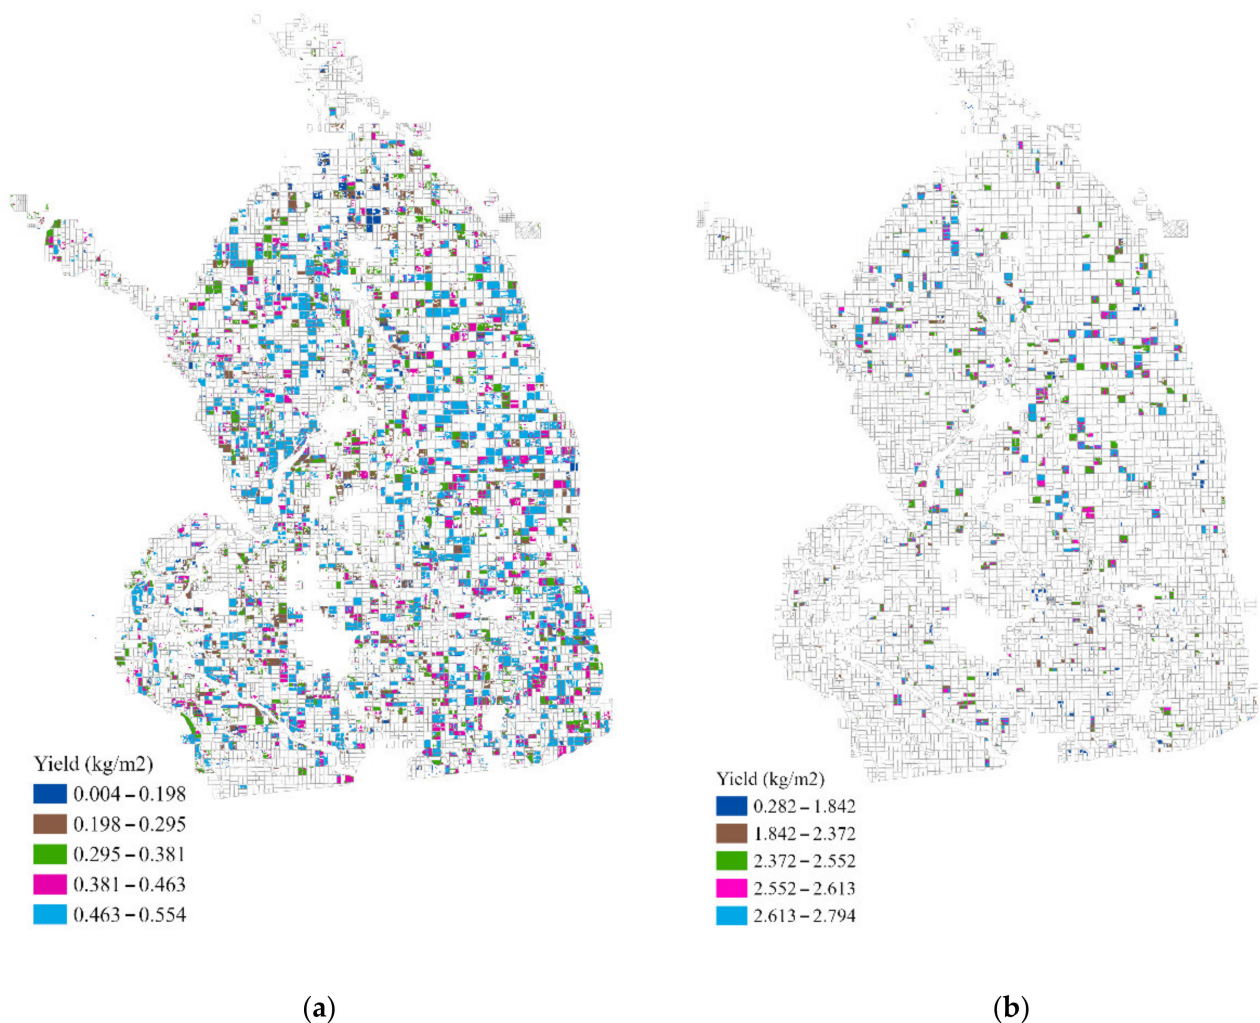 Yield (kg/m2)
0.004 – 0.198
0.198 – 0.295
0.295 – 0.381
0.381 – 0.463
0.463 – 0.554
Yield (kg/m2)
0.282 – 1.842
1.842 – 2.372
2.372 – 2.552
2.552 – 2.613
2.613 – 2.794
(a)
(b)